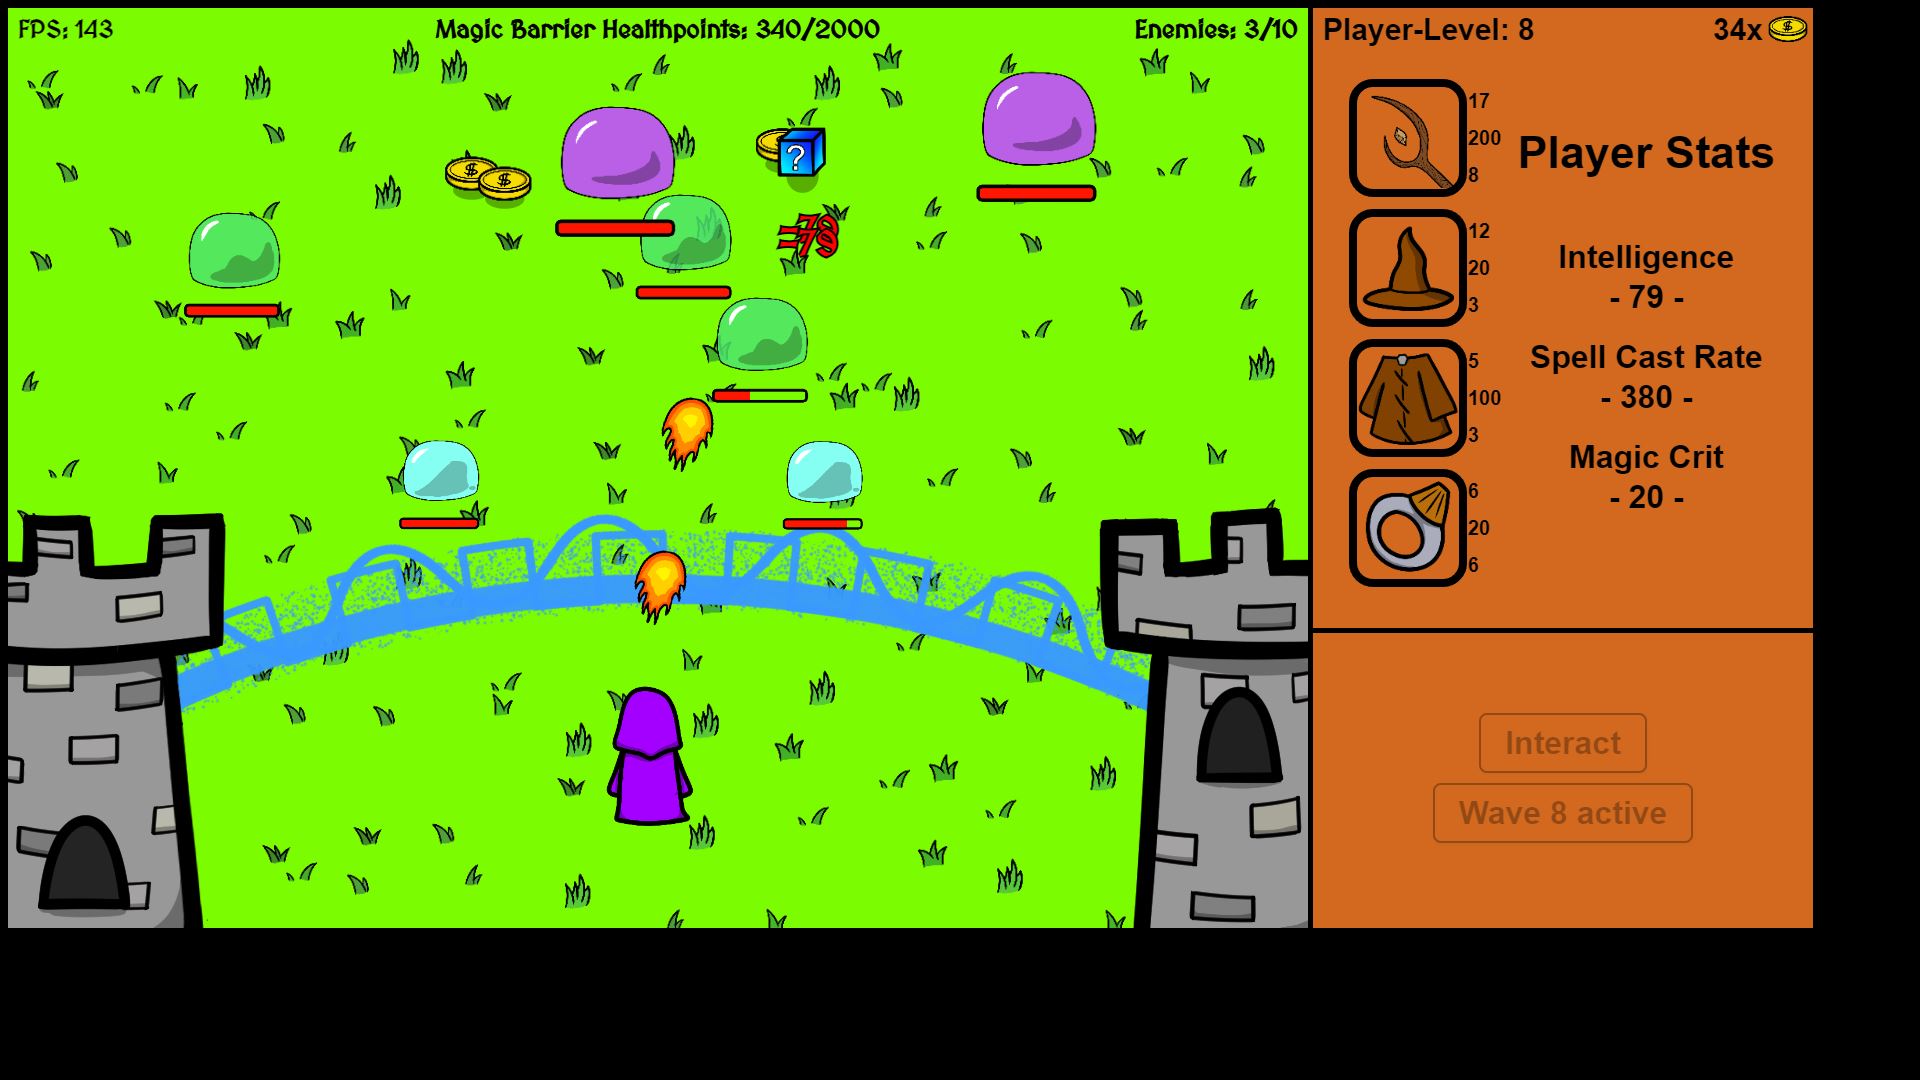 FPS: 143
Magic Barrier Healthpoints: 340/2000
Enemies: 3/10
Player-Level: 8
34x
17
200
8
Player Stats
12
20
3
Intelligence
- 79 -
5
100
3
Spell Cast Rate
- 380 -
Magic Crit
- 20 -
6
20
6
$
$
$
?
Interact
Wave 8 active